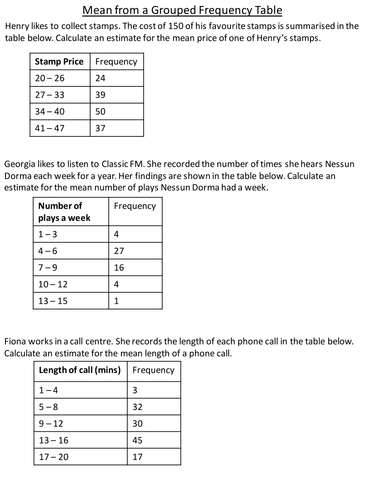 Mean from a Grouped Frequency Table
Henry likes to collect stamps. The cost of 150 of his favourite stamps is summarised in the
table below. Calculate an estimate for the mean price of one of Henry's stamps.
Stamp Price Frequency
20 – 26 24
27 – 33 39
34 – 40 50
41 – 47 37
Georgia likes to listen to Classic FM. She recorded the number of times she hears Nessun
Dorma each week for a year. Her findings are shown in the table below. Calculate an
estimate for the mean number of plays Nessun Dorma had a week.
Number of Frequency
plays a week
1 – 3 4
4 – 6 27
7 – 9 16
10 – 12 4
13 – 15 1
Fiona works in a call centre. She records the length of each phone call in the table below.
Calculate an estimate for the mean length of a phone call.
Length of call (mins) Frequency
1 – 4 3
5 – 8 32
9 – 12 30
13 – 16 45
17 – 20 17